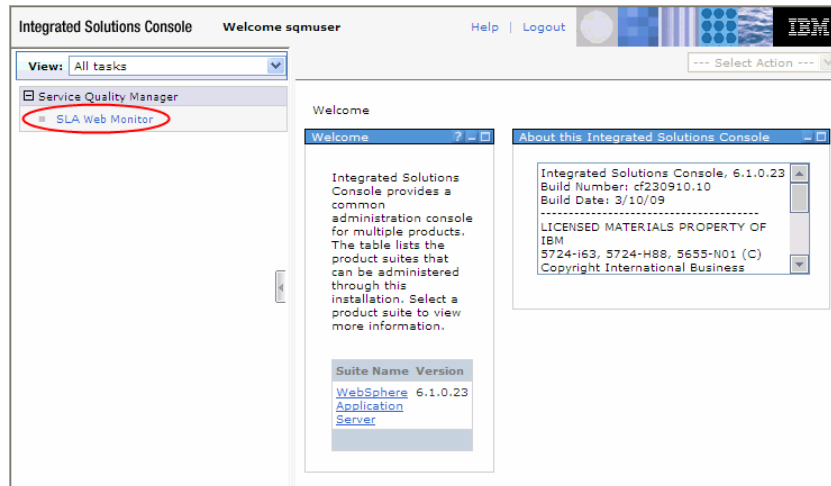 Integrated Solutions Console Welcome sqmuser Help | Logout IBM
View: All tasks
--- Select Action ---
Service Quality Manager
SLA Web Monitor
Welcome
Welcome ? – □
Integrated Solutions
Console provides a
common
administration console
for multiple products.
The table lists the
product suites that
can be administered
through this
installation. Select a
product suite to view
more information.
Suite Name Version
WebSphere 6.1.0.23
Application
Server
About this Integrated Solutions Console
Integrated Solutions Console, 6.1.0.23
Build Number: cf230910.10
Build Date: 3/10/09
----------------------------------------
LICENSED MATERIALS PROPERTY OF
IBM
5724-i63, 5724-H88, 5655-N01 (C)
Copyright International Business